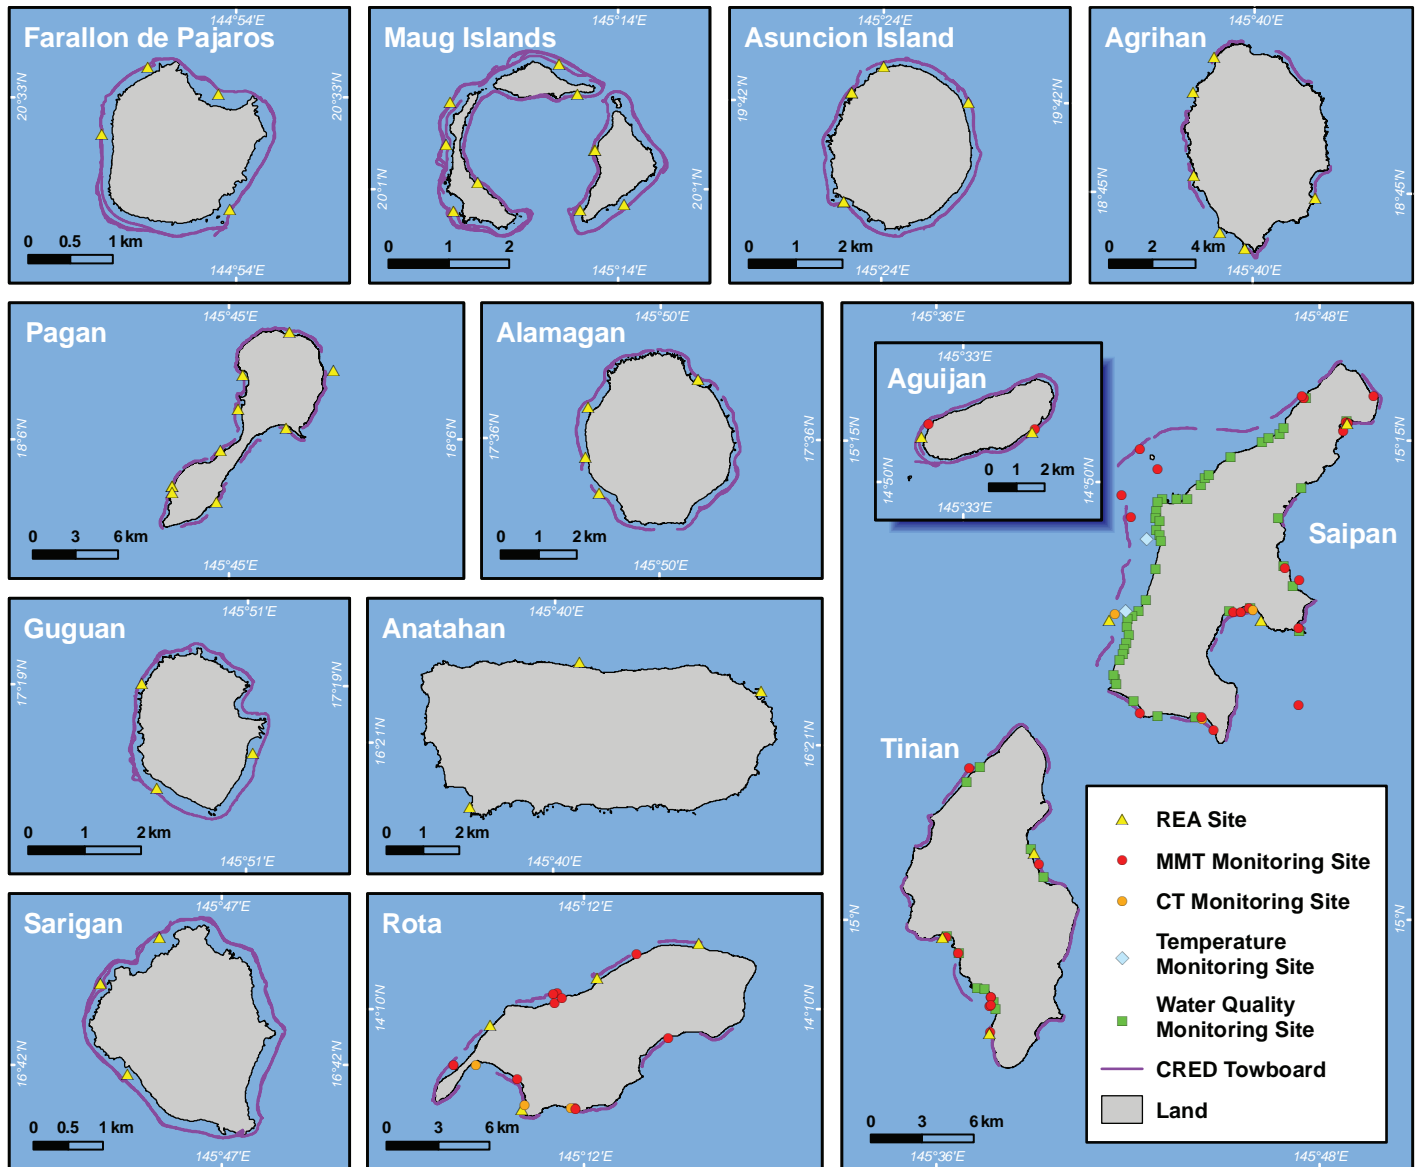 Farallon de Pajaros
144°54'E
20°33'N
20°33'N
0 0.5 1 km
144°54'E
Maug Islands
145°14'E
20°1'N
20°1'N
0 1 2
145°14'E
Asuncion Island
145°24'E
19°42'N
19°42'N
0 1 2 km
145°24'E
Agrihan
145°40'E
18°45'N
18°45'N
0 2 4 km
145°40'E
Pagan
145°45'E
18°6'N
18°6'N
0 3 6 km
145°45'E
Alamagan
145°50'E
17°36'N
17°36'N
0 1 2 km
145°50'E
145°36'E
145°48'E
145°33'E
Aguijan
14°50'N
14°50'N
0 1 2 km
145°33'E
15°15'N
15°15'N
Saipan
Tinian
15°N
15°N
0 3 6 km
145°36'E
145°48'E
REA Site
MMT Monitoring Site
CT Monitoring Site
Temperature
Monitoring Site
Water Quality
Monitoring Site
CRED Towboard
Land
Guguan
145°51'E
17°19'N
17°19'N
0 1 2 km
145°51'E
Anatahan
145°40'E
16°21'N
16°21'N
0 1 2 km
145°40'E
Sarigan
145°47'E
16°42'N
16°42'N
0 0.5 1 km
145°47'E
Rota
145°12'E
14°10'N
14°10'N
0 3 6 km
145°12'E